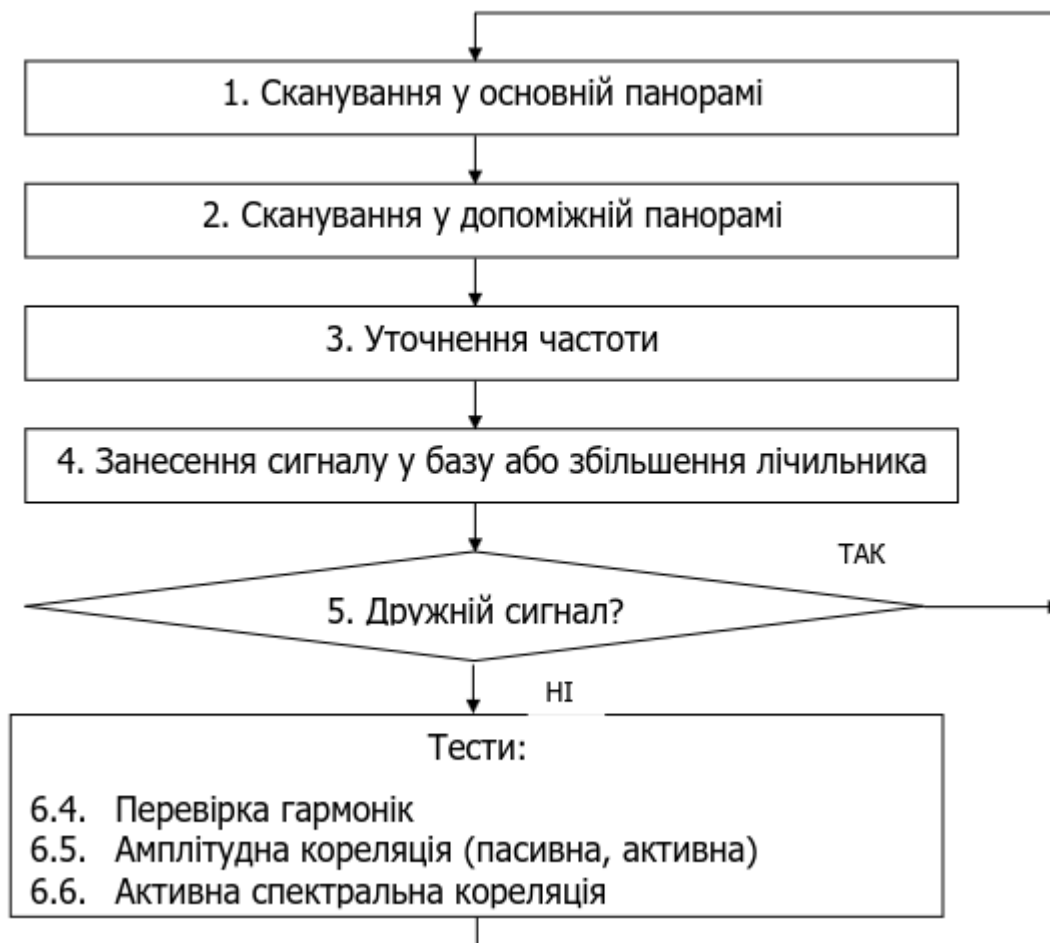 1. Сканування у основній панорамі
2. Сканування у допоміжній панорамі
3. Уточнення частоти
4. Занесення сигналу у базу або збільшення лічильника
ТАК
5. Дружній сигнал?
НІ
Тести:
6.4. Перевірка гармонік
6.5. Амплітудна кореляція (пасивна, активна)
6.6. Активна спектральна кореляція